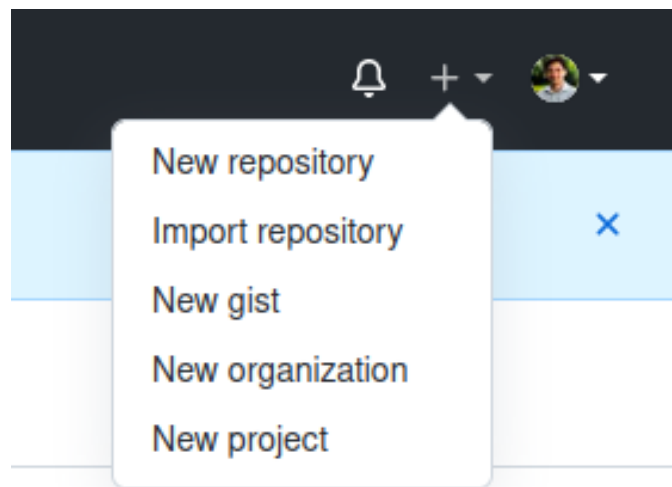 New repository
Import repository
New gist
New organization
New project